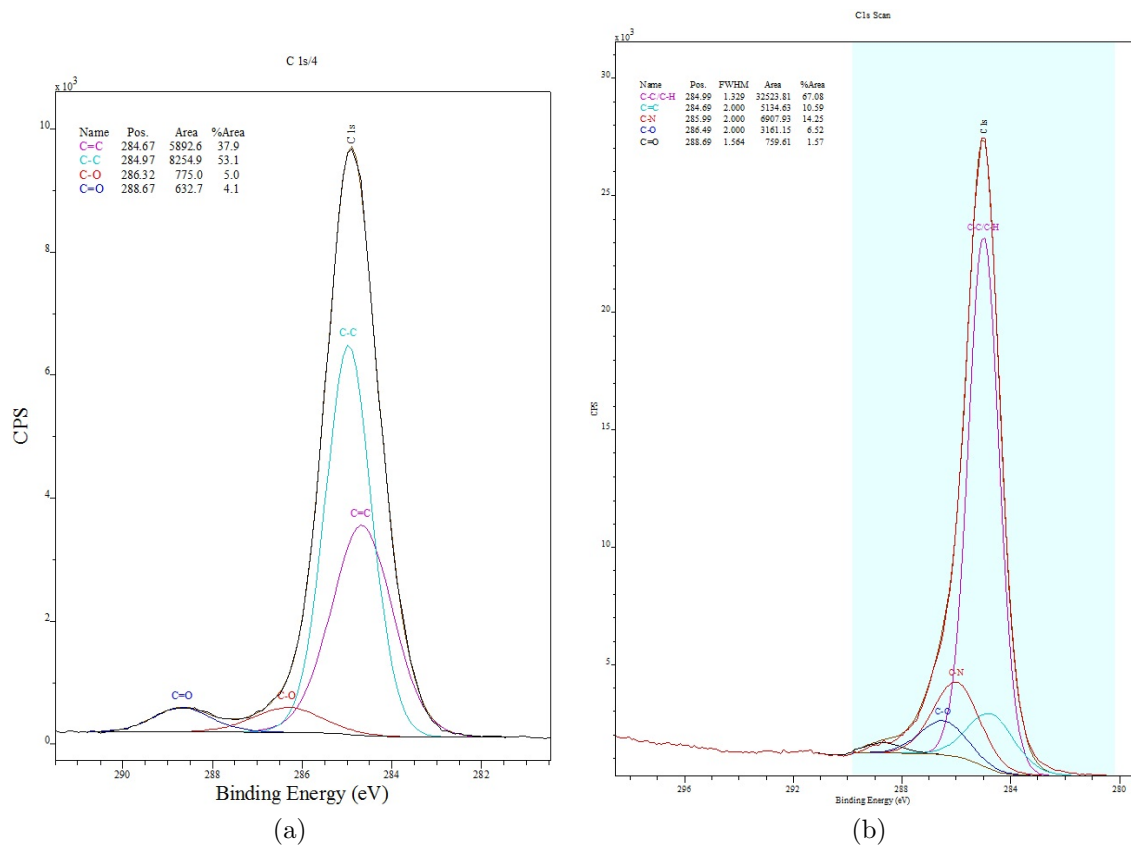 C 1s/4
x 10³
10
8
6
4
2
0
Name Pos. Area %Area
C=C 284.67 5892.6 37.9
C-C 284.97 8254.9 53.1
C-O 286.32 775.0 5.0
C=O 288.67 632.7 4.1
C 1s
C-C
C=C
C=O
C-O
CPS
290 288 286 284 282
Binding Energy (eV)
(a)
C1s Scan
x 10³
30
25
20
15
10
5
Name Pos. FWHM Area %Area
C-C/C-H 284.99 1.329 32523.81 67.08
C=C 284.69 2.000 5134.63 10.59
C-N 285.99 2.000 6907.93 14.25
C-O 286.49 2.000 3161.15 6.52
C=O 288.69 1.564 759.61 1.57
C 1s
C-C/C-H
C-N
C-O
CPS
296 292 288 284 280
Binding Energy (eV)
(b)